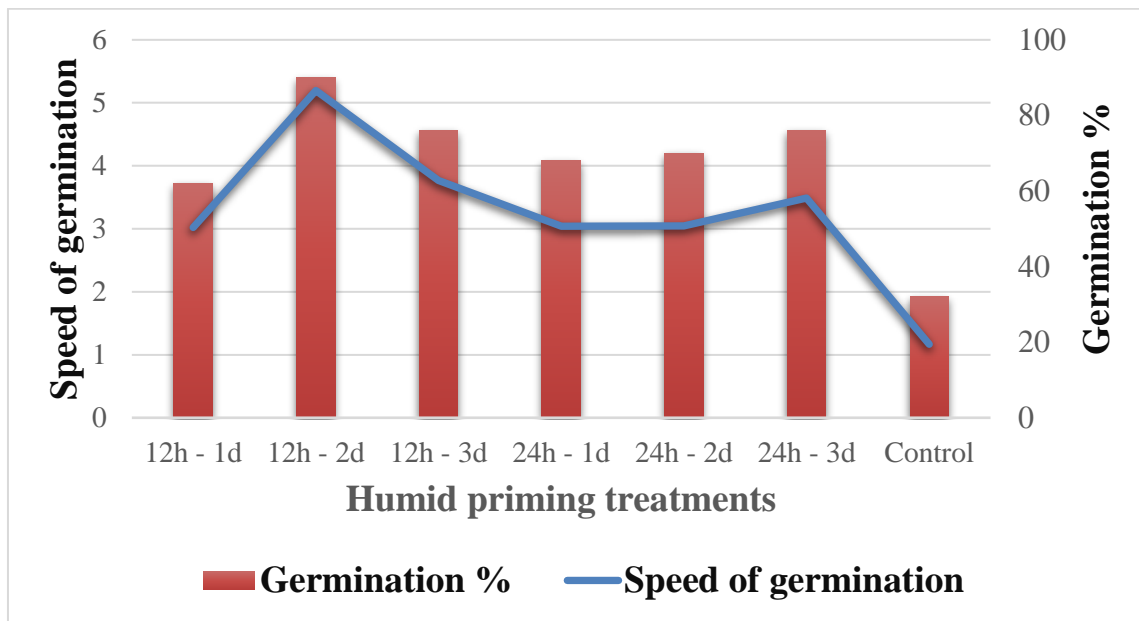 Speed of germination
6
5
4
3
2
1
0
100
80
60
40
20
0
Germination %
12h - 1d 12h - 2d 12h - 3d 24h - 1d 24h - 2d 24h - 3d Control
Humid priming treatments
Germination % Speed of germination